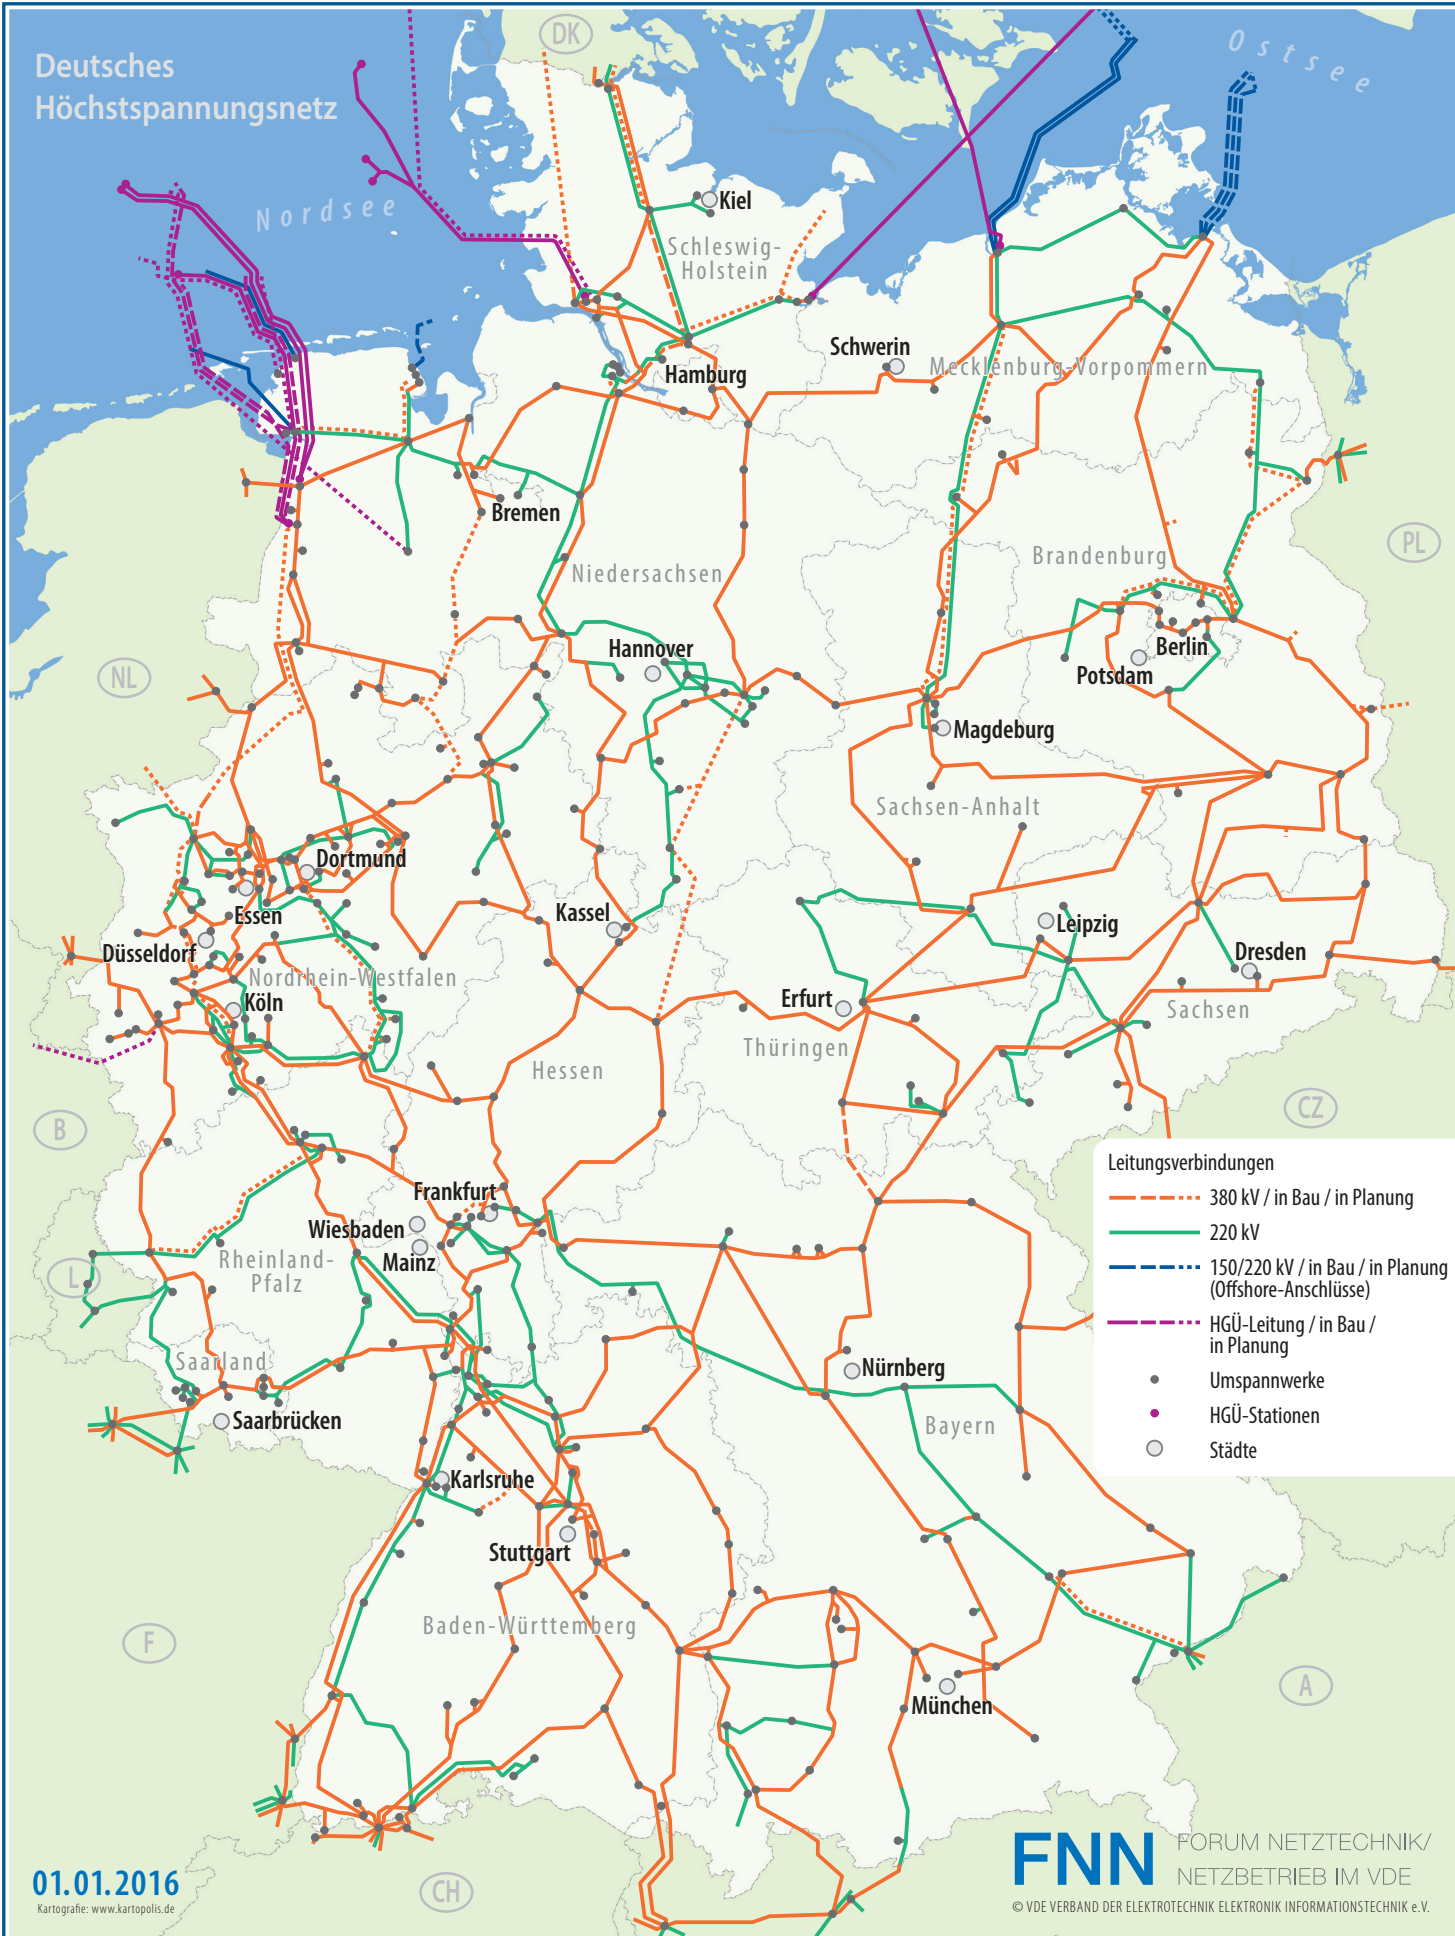 Deutsches
Höchstspannungsnetz
DK
Ostsee
Nordsee
Kiel
Schleswig-
Holstein
Schwerin
Mecklenburg-Vorpommern
Hamburg
Bremen
Niedersachsen
Brandenburg
PL
NL
Hannover
Berlin
Potsdam
Magdeburg
Sachsen-Anhalt
Dortmund
Essen
Kassel
Leipzig
Düsseldorf
Nordrhein-Westfalen
Dresden
Köln
Erfurt
Sachsen
Thüringen
Hessen
B
CZ
Leitungsverbindungen
380 kV / in Bau / in Planung
220 kV
150/220 kV / in Bau / in Planung
(Offshore-Anschlüsse)
HGÜ-Leitung / in Bau /
in Planung
Umspannwerke
HGÜ-Stationen
Städte
Frankfurt
Wiesbaden
Mainz
L
Rheinland-
Pfalz
Saarland
Saarbrücken
Nürnberg
Bayern
Karlsruhe
Stuttgart
Baden-Württemberg
F
A
München
01.01.2016
Kartografie: www.kartopolis.de
CH
FNN FORUM NETZTECHNIK/
NETZBETRIEB IM VDE
© VDE VERBAND DER ELEKTROTECHNIK ELEKTRONIK INFORMATIONSTECHNIK e.V.